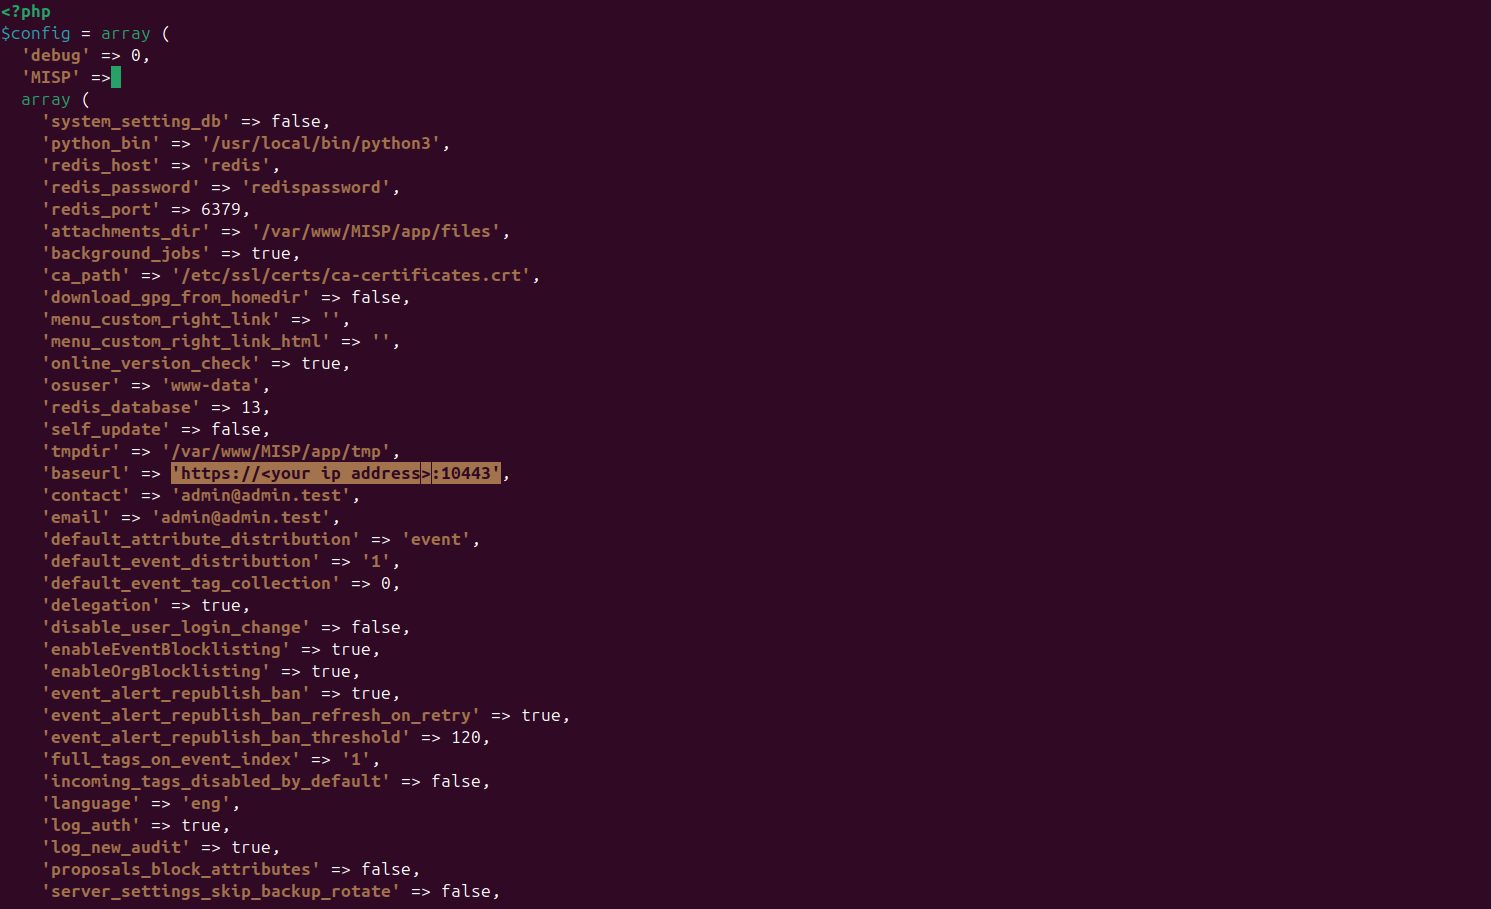 <?php
$config = array (
  'debug' => 0,
  'MISP' =>
  array (
    'system_setting_db' => false,
    'python_bin' => '/usr/local/bin/python3',
    'redis_host' => 'redis',
    'redis_password' => 'redispassword',
    'redis_port' => 6379,
    'attachments_dir' => '/var/www/MISP/app/files',
    'background_jobs' => true,
    'ca_path' => '/etc/ssl/certs/ca-certificates.crt',
    'download_gpg_from_homedir' => false,
    'menu_custom_right_link' => '',
    'menu_custom_right_link_html' => '',
    'online_version_check' => true,
    'osuser' => 'www-data',
    'redis_database' => 13,
    'self_update' => false,
    'tmpdir' => '/var/www/MISP/app/tmp',
    'baseurl' => 'https://<your ip address>:10443',
    'contact' => 'admin@admin.test',
    'email' => 'admin@admin.test',
    'default_attribute_distribution' => 'event',
    'default_event_distribution' => '1',
    'default_event_tag_collection' => 0,
    'delegation' => true,
    'disable_user_login_change' => false,
    'enableEventBlocklisting' => true,
    'enableOrgBlocklisting' => true,
    'event_alert_republish_ban' => true,
    'event_alert_republish_ban_refresh_on_retry' => true,
    'event_alert_republish_ban_threshold' => 120,
    'full_tags_on_event_index' => '1',
    'incoming_tags_disabled_by_default' => false,
    'language' => 'eng',
    'log_auth' => true,
    'log_new_audit' => true,
    'proposals_block_attributes' => false,
    'server_settings_skip_backup_rotate' => false,